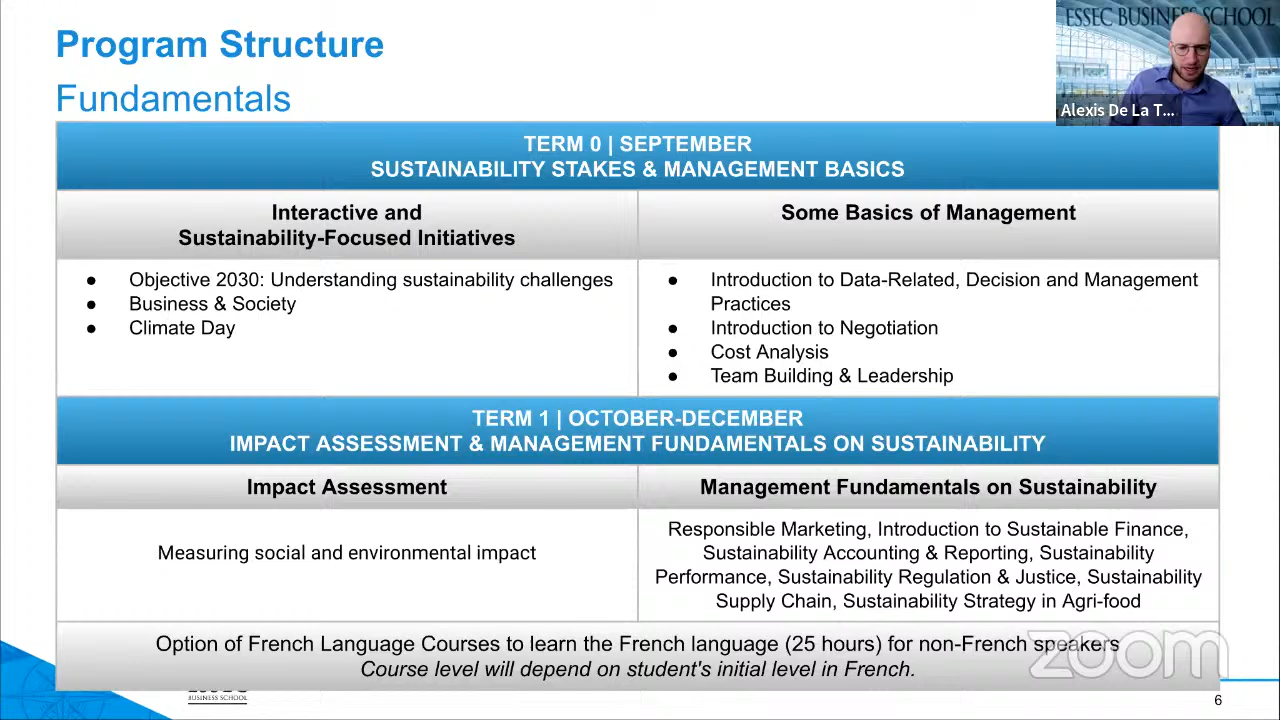 Program Structure
Fundamentals
ESSEC BUSINESS SCHOOL
Alexis De La T...
TERM 0 | SEPTEMBER
SUSTAINABILITY STAKES & MANAGEMENT BASICS
Interactive and
Sustainability-Focused Initiatives
Some Basics of Management
● Objective 2030: Understanding sustainability challenges
● Business & Society
● Climate Day
● Introduction to Data-Related, Decision and Management
Practices
● Introduction to Negotiation
● Cost Analysis
● Team Building & Leadership
TERM 1 | OCTOBER-DECEMBER
IMPACT ASSESSMENT & MANAGEMENT FUNDAMENTALS ON SUSTAINABILITY
Impact Assessment
Management Fundamentals on Sustainability
Measuring social and environmental impact
Responsible Marketing, Introduction to Sustainable Finance,
Sustainability Accounting & Reporting, Sustainability
Performance, Sustainability Regulation & Justice, Sustainability
Supply Chain, Sustainability Strategy in Agri-food
Option of French Language Courses to learn the French language (25 hours) for non-French speakers
Course level will depend on student's initial level in French.
zoom
ESSEC
BUSINESS SCHOOL
6